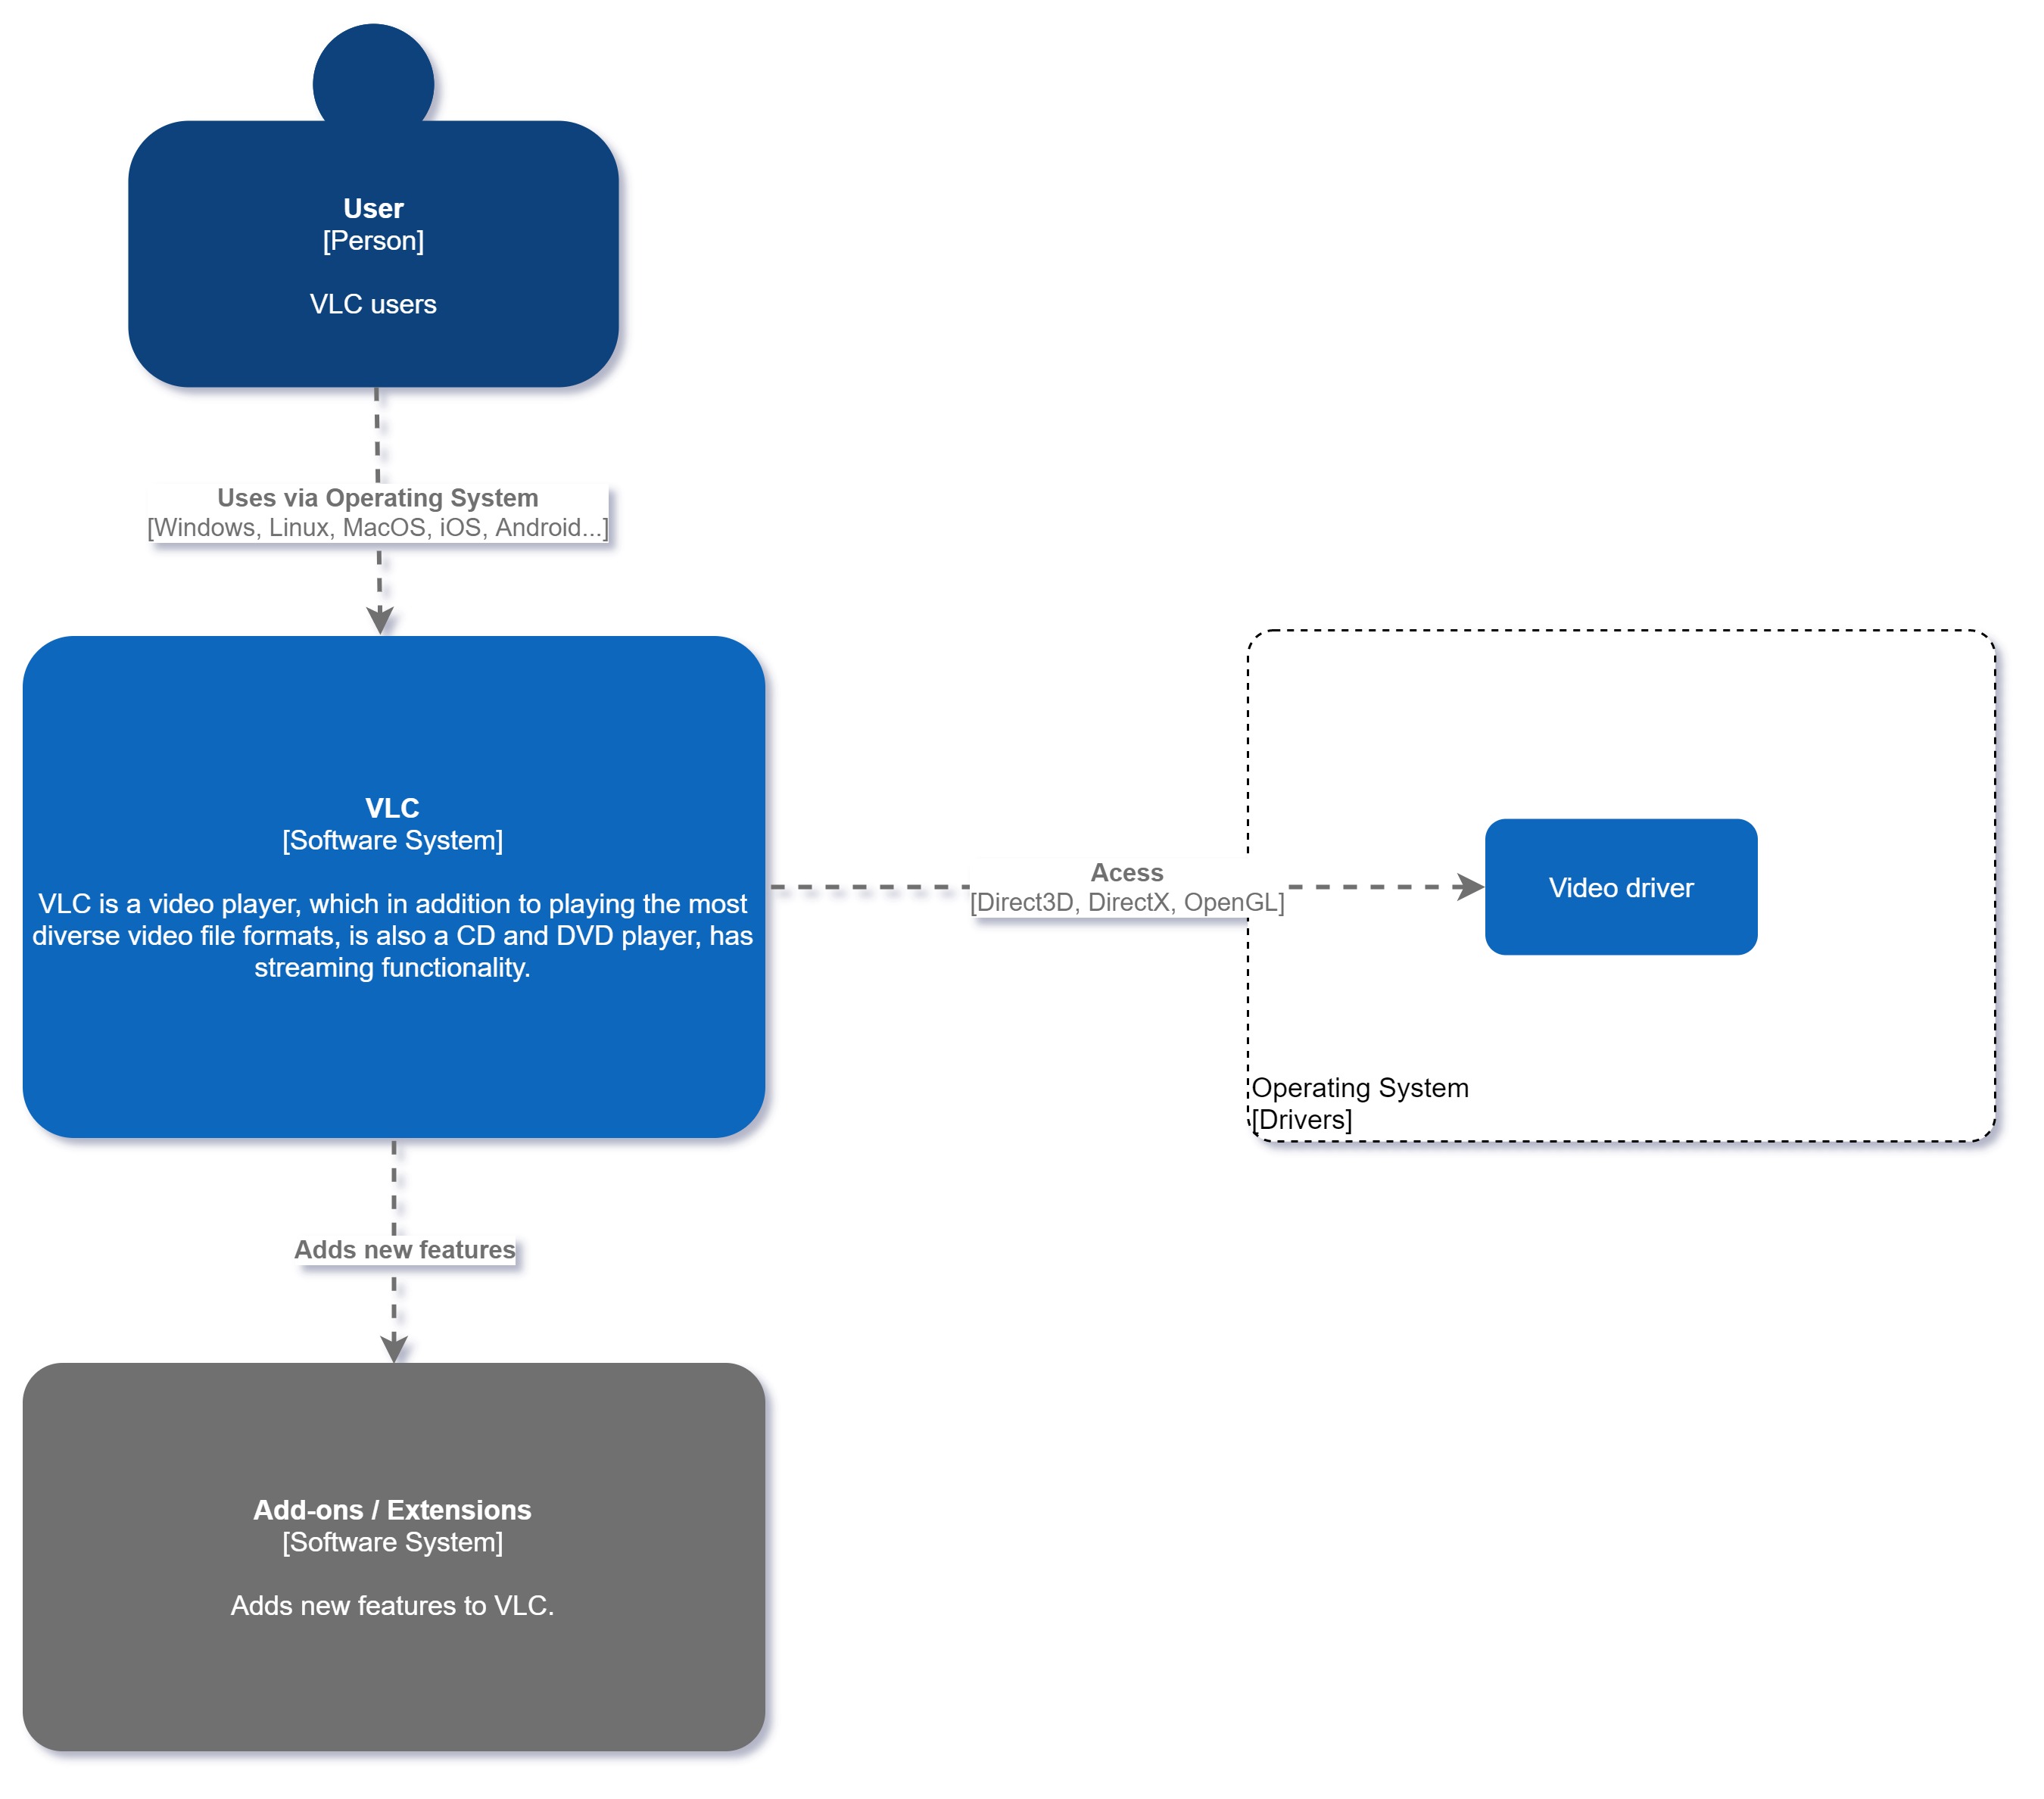 User
[Person]
VLC users
Uses via Operating System
[Windows, Linux, MacOS, iOS, Android...]
VLC
[Software System]
VLC is a video player, which in addition to playing the most
diverse video file formats, is also a CD and DVD player, has
streaming functionality.
Acess
[Direct3D, DirectX, OpenGL]
Video driver
Operating System
[Drivers]
Adds new features
Add-ons / Extensions
[Software System]
Adds new features to VLC.